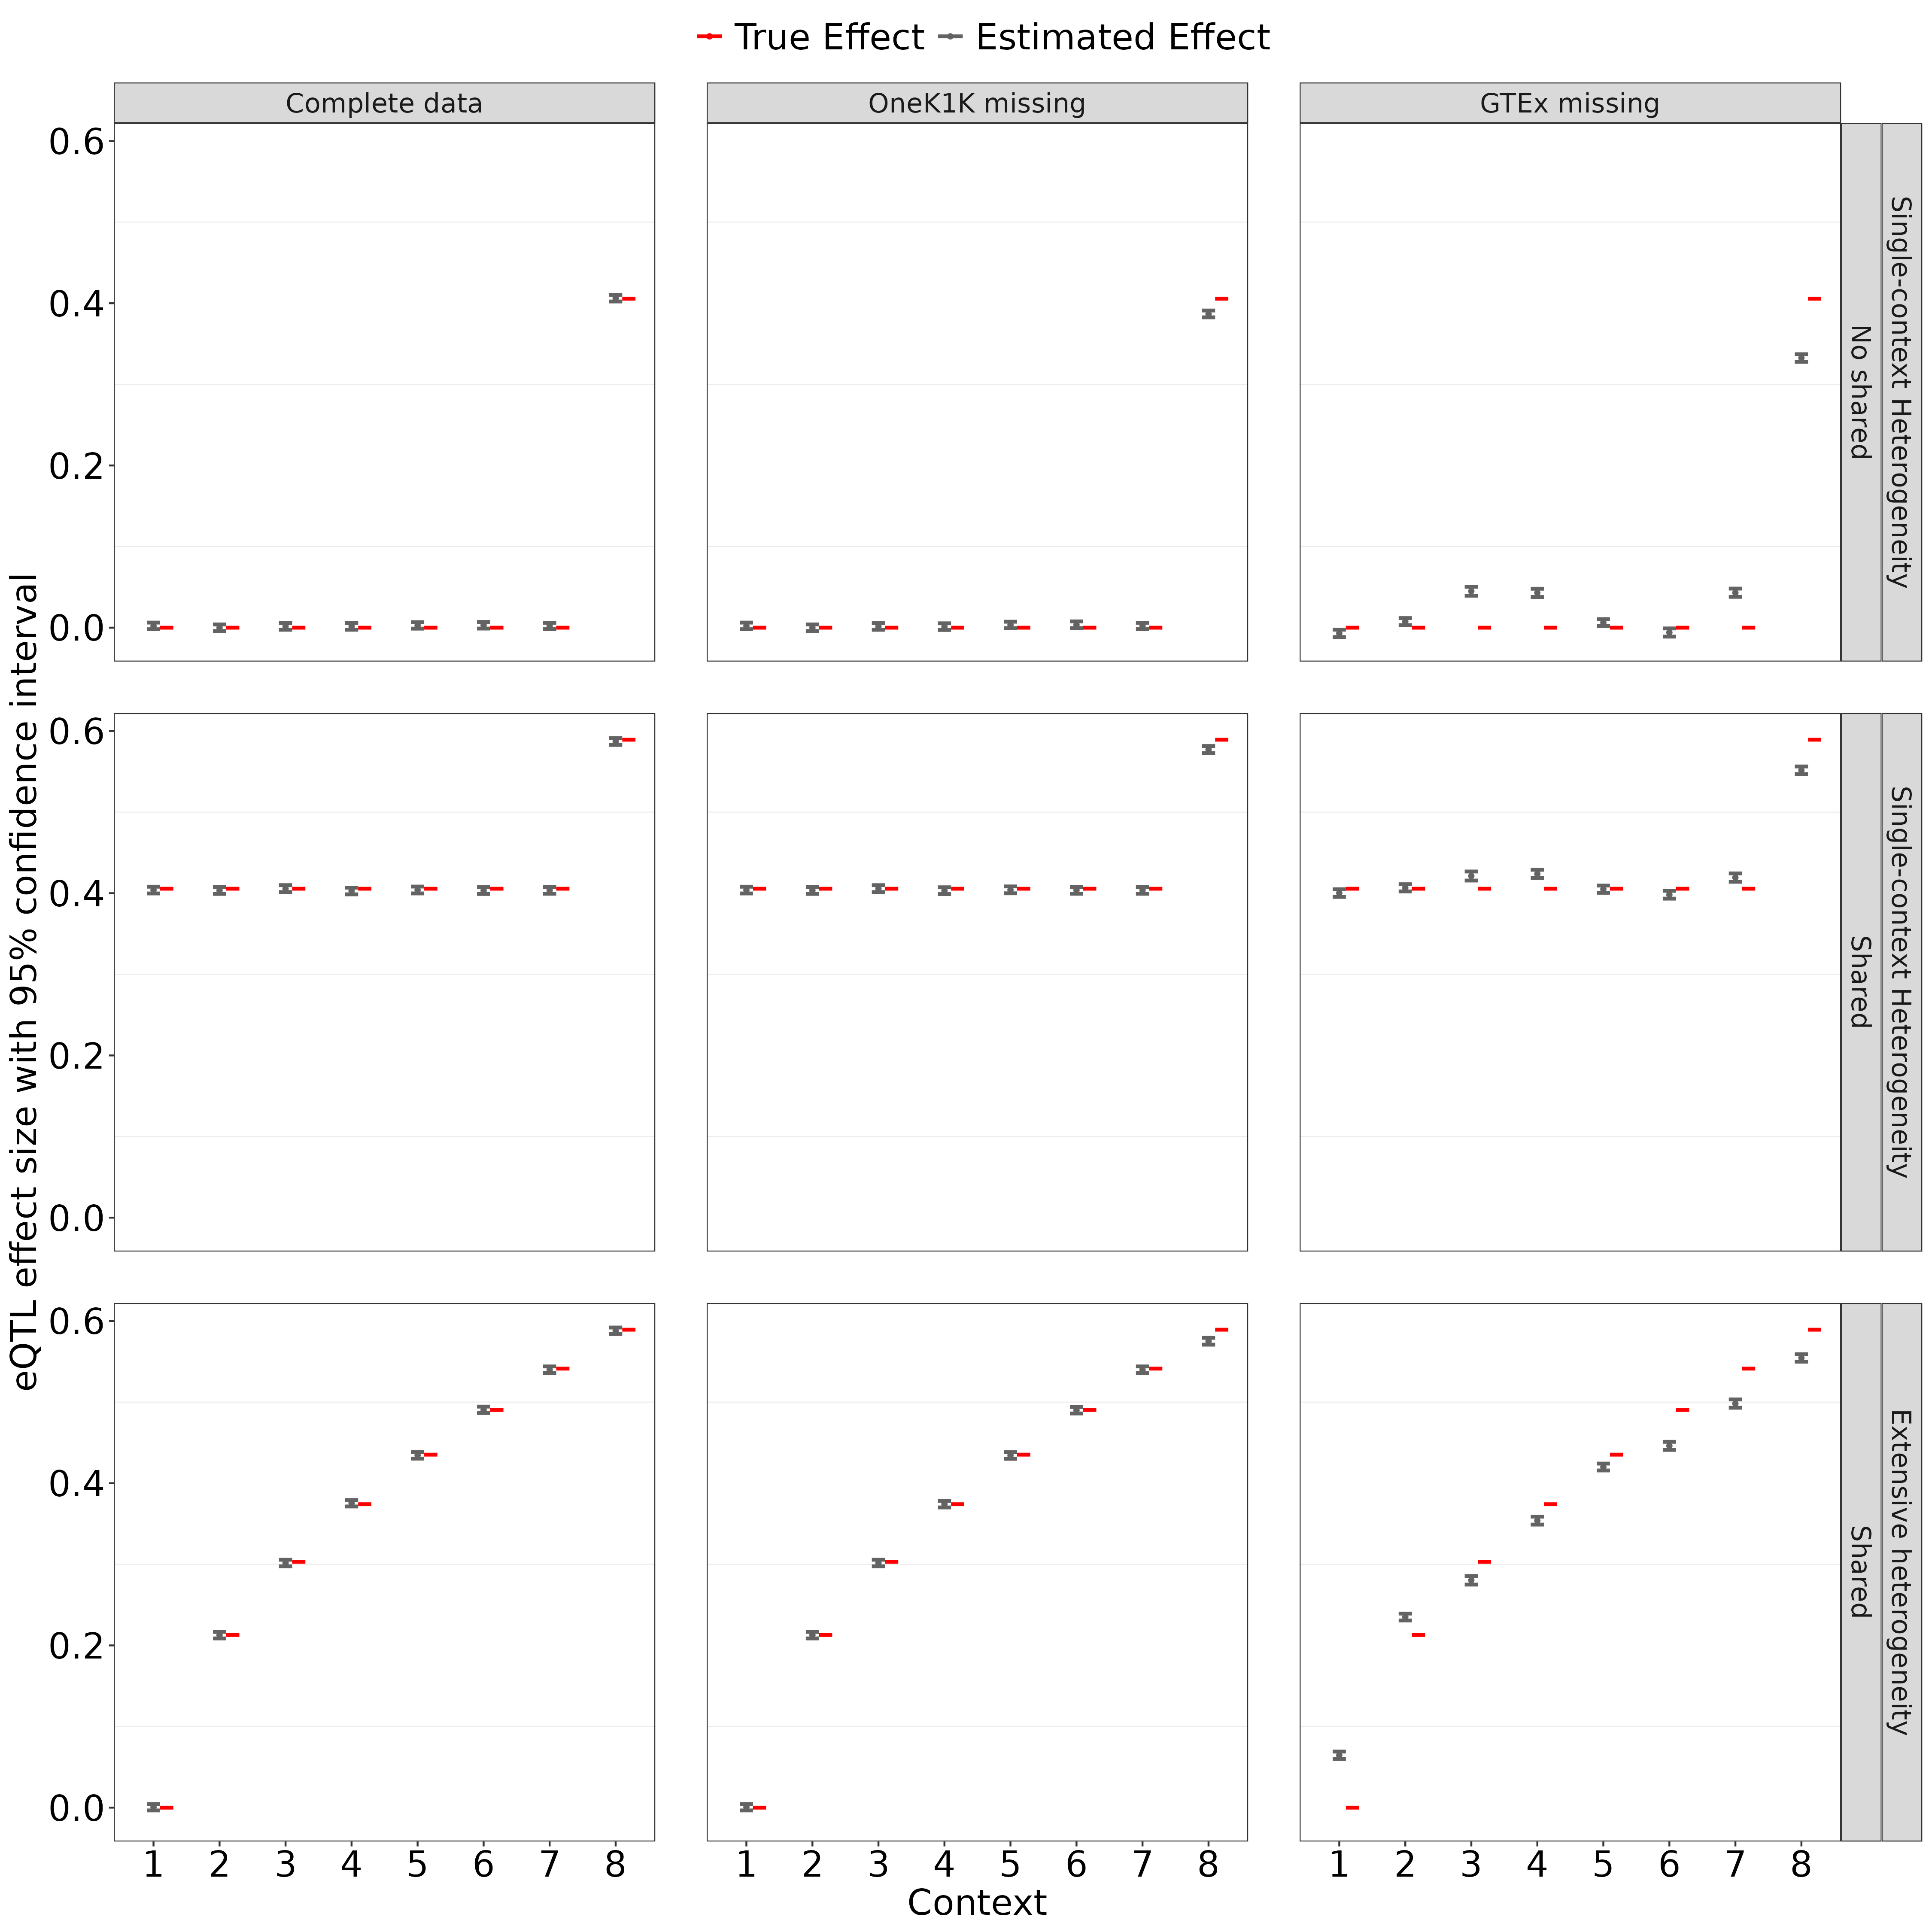 True Effect Estimated Effect
Complete data
OneK1K missing
GTEx missing
eQTL effect size with 95% confidence interval
0.6
0.4
0.2
0.0
No shared
Single-context Heterogeneity
0.6
0.4
0.2
0.0
Shared
Single-context Heterogeneity
0.6
0.4
0.2
0.0
Shared
Extensive heterogeneity
1 2 3 4 5 6 7 8
1 2 3 4 5 6 7 8
1 2 3 4 5 6 7 8
Context